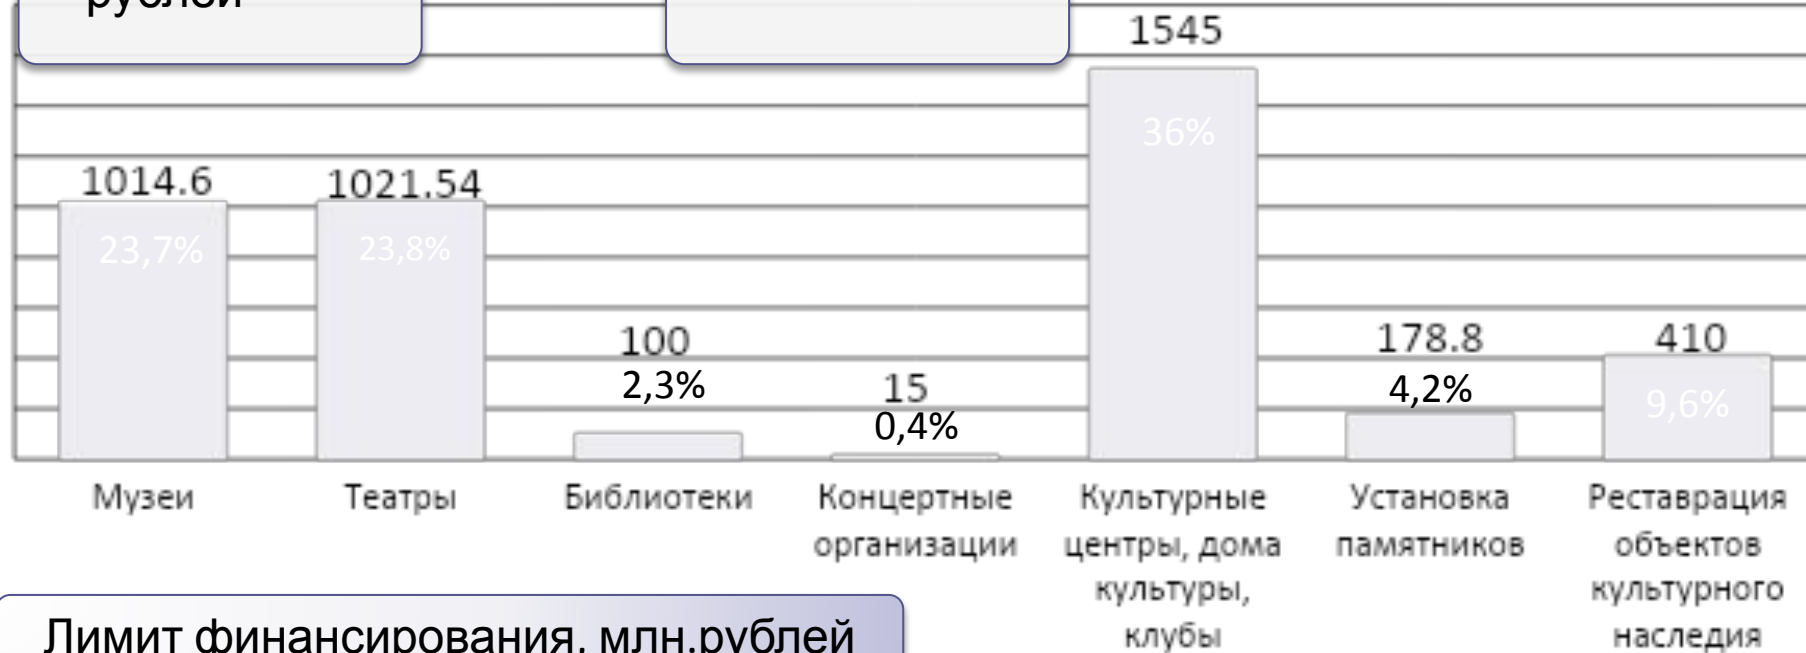 рублей
1545
36%
1014.6
1021.54
23,7%
23,8%
100
2,3%
15
0,4%
178.8
4,2%
410
9,6%
Музеи
Театры
Библиотеки
Концертные
организации
Культурные
центры, дома
культуры,
клубы
Установка
памятников
Реставрация
объектов
культурного
наследия
Лимит финансирования, млн.рублей